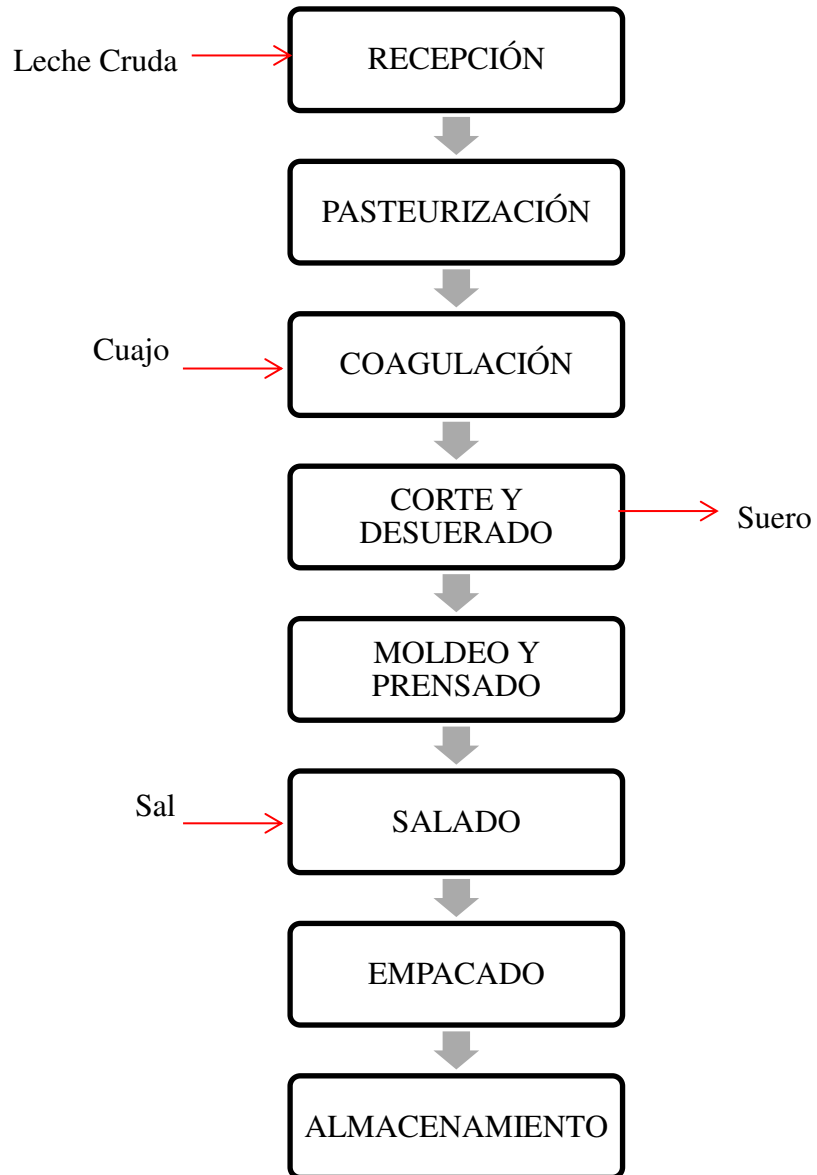 Leche Cruda
RECEPCIÓN
PASTEURIZACIÓN
Cuajo
COAGULACIÓN
CORTE Y
DESUERADO
Suero
MOLDEO Y
PRENSADO
Sal
SALADO
EMPACADO
ALMACENAMIENTO